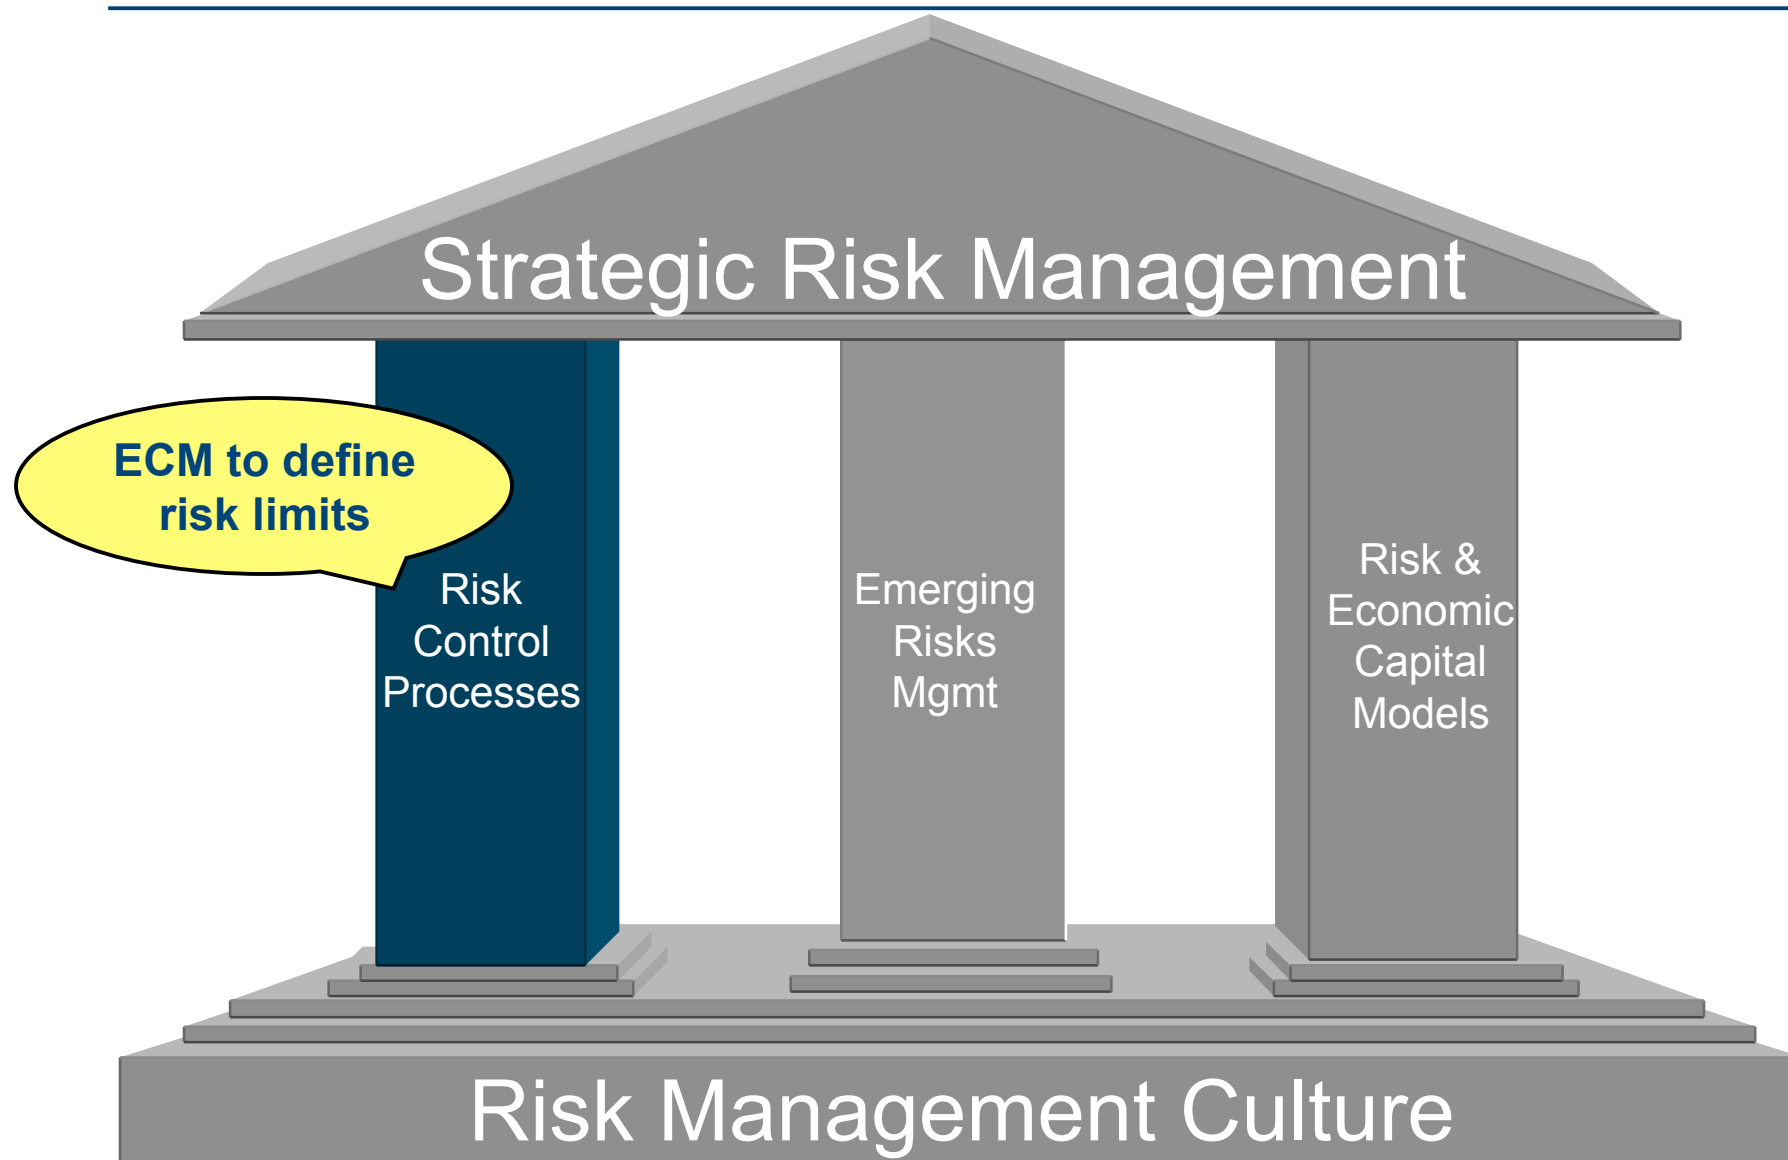 Strategic Risk Management
ECM to define
risk limits
Risk
Control
Processes
Emerging
Risks
Mgmt
Risk &
Economic
Capital
Models
Risk Management Culture